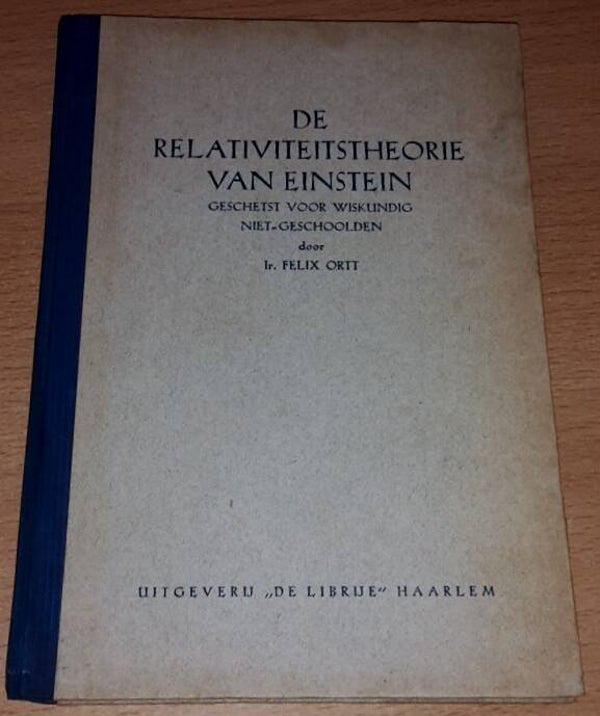 DE
RELATIVITEITSTHEORIE
VAN EINSTEIN
GESCHETST VOOR WISKUNDIG
NIET-GESCHOOLDEN
door
Ir. FELIX ORTT
UITGEVERIJ „DE LIBRIJE” HAARLEM